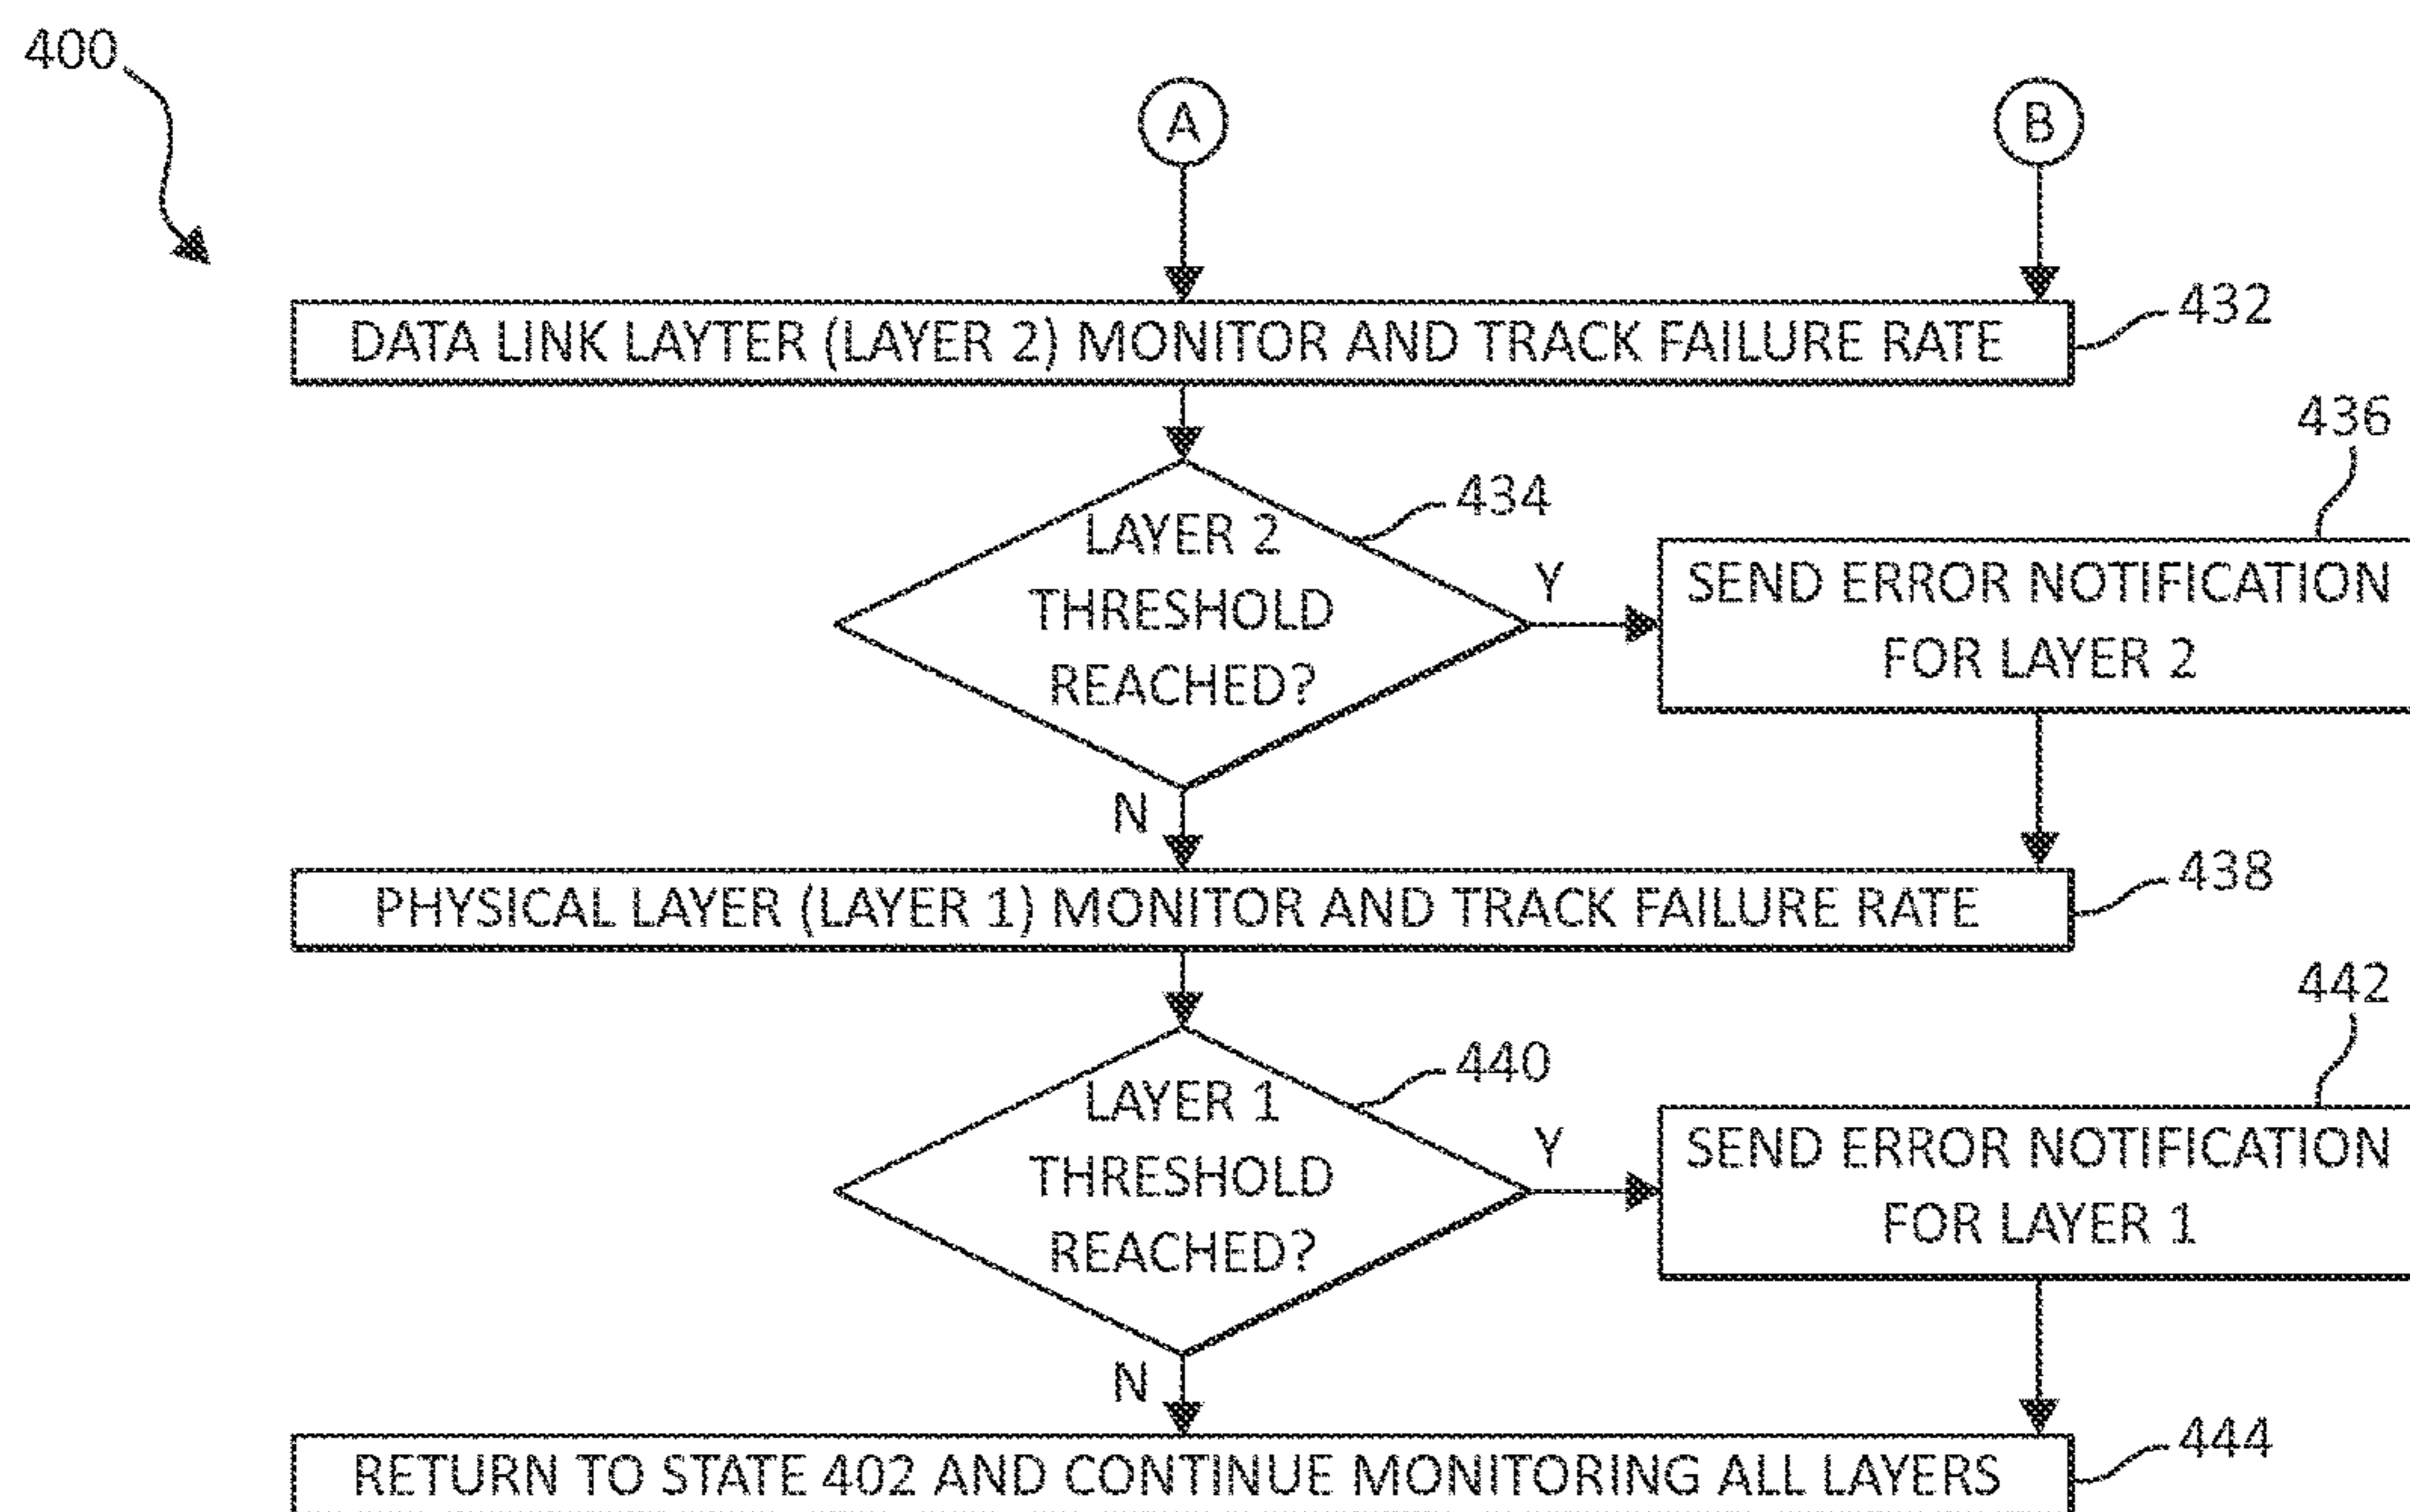 400
A
B
DATA LINK LAYTER (LAYER 2) MONITOR AND TRACK FAILURE RATE
432
436
434
LAYER 2
THRESHOLD
REACHED?
Y
SEND ERROR NOTIFICATION
FOR LAYER 2
N
PHYSICAL LAYER (LAYER 1) MONITOR AND TRACK FAILURE RATE
438
442
440
LAYER 1
THRESHOLD
REACHED?
Y
SEND ERROR NOTIFICATION
FOR LAYER 1
N
RETURN TO STATE 402 AND CONTINUE MONITORING ALL LAYERS
444